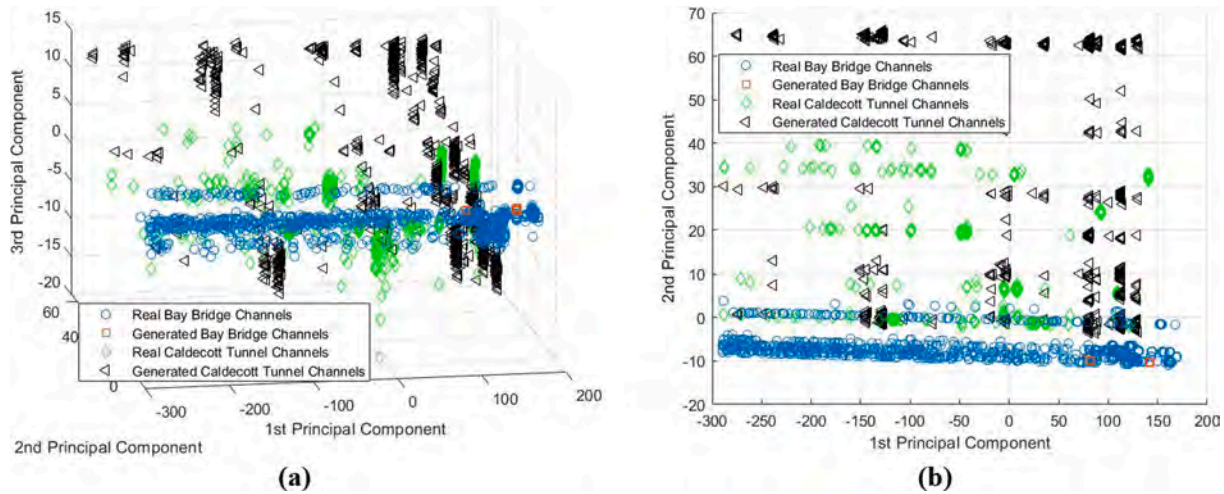 15
10
5
0
-5
-10
-15
-20
60
40
0
-300
-200
-100
0
100
200
3rd Principal Component
1st Principal Component
2nd Principal Component
Real Bay Bridge Channels
Generated Bay Bridge Channels
Real Caldecott Tunnel Channels
Generated Caldecott Tunnel Channels
(a)
70
60
50
40
30
20
10
0
-10
-20
-300
-250
-200
-150
-100
-50
0
50
100
150
200
2nd Principal Component
1st Principal Component
Real Bay Bridge Channels
Generated Bay Bridge Channels
Real Caldecott Tunnel Channels
Generated Caldecott Tunnel Channels
(b)